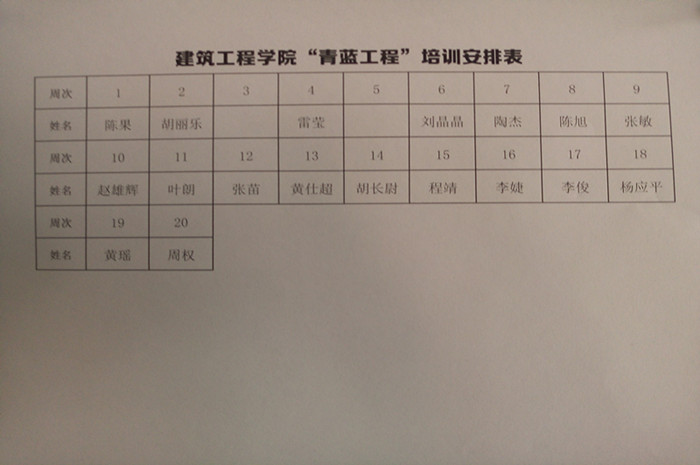 建筑工程学院“青蓝工程”培训安排表
周次 1 2 3 4 5 6 7 8 9
姓名 陈果 胡丽乐 雷莹 刘晶晶 陶杰 陈旭 张敏
周次 10 11 12 13 14 15 16 17 18
姓名 赵雄辉 叶朗 张苗 黄仕超 胡长尉 程靖 李婕 李俊 杨应平
周次 19 20
姓名 黄瑶 周权